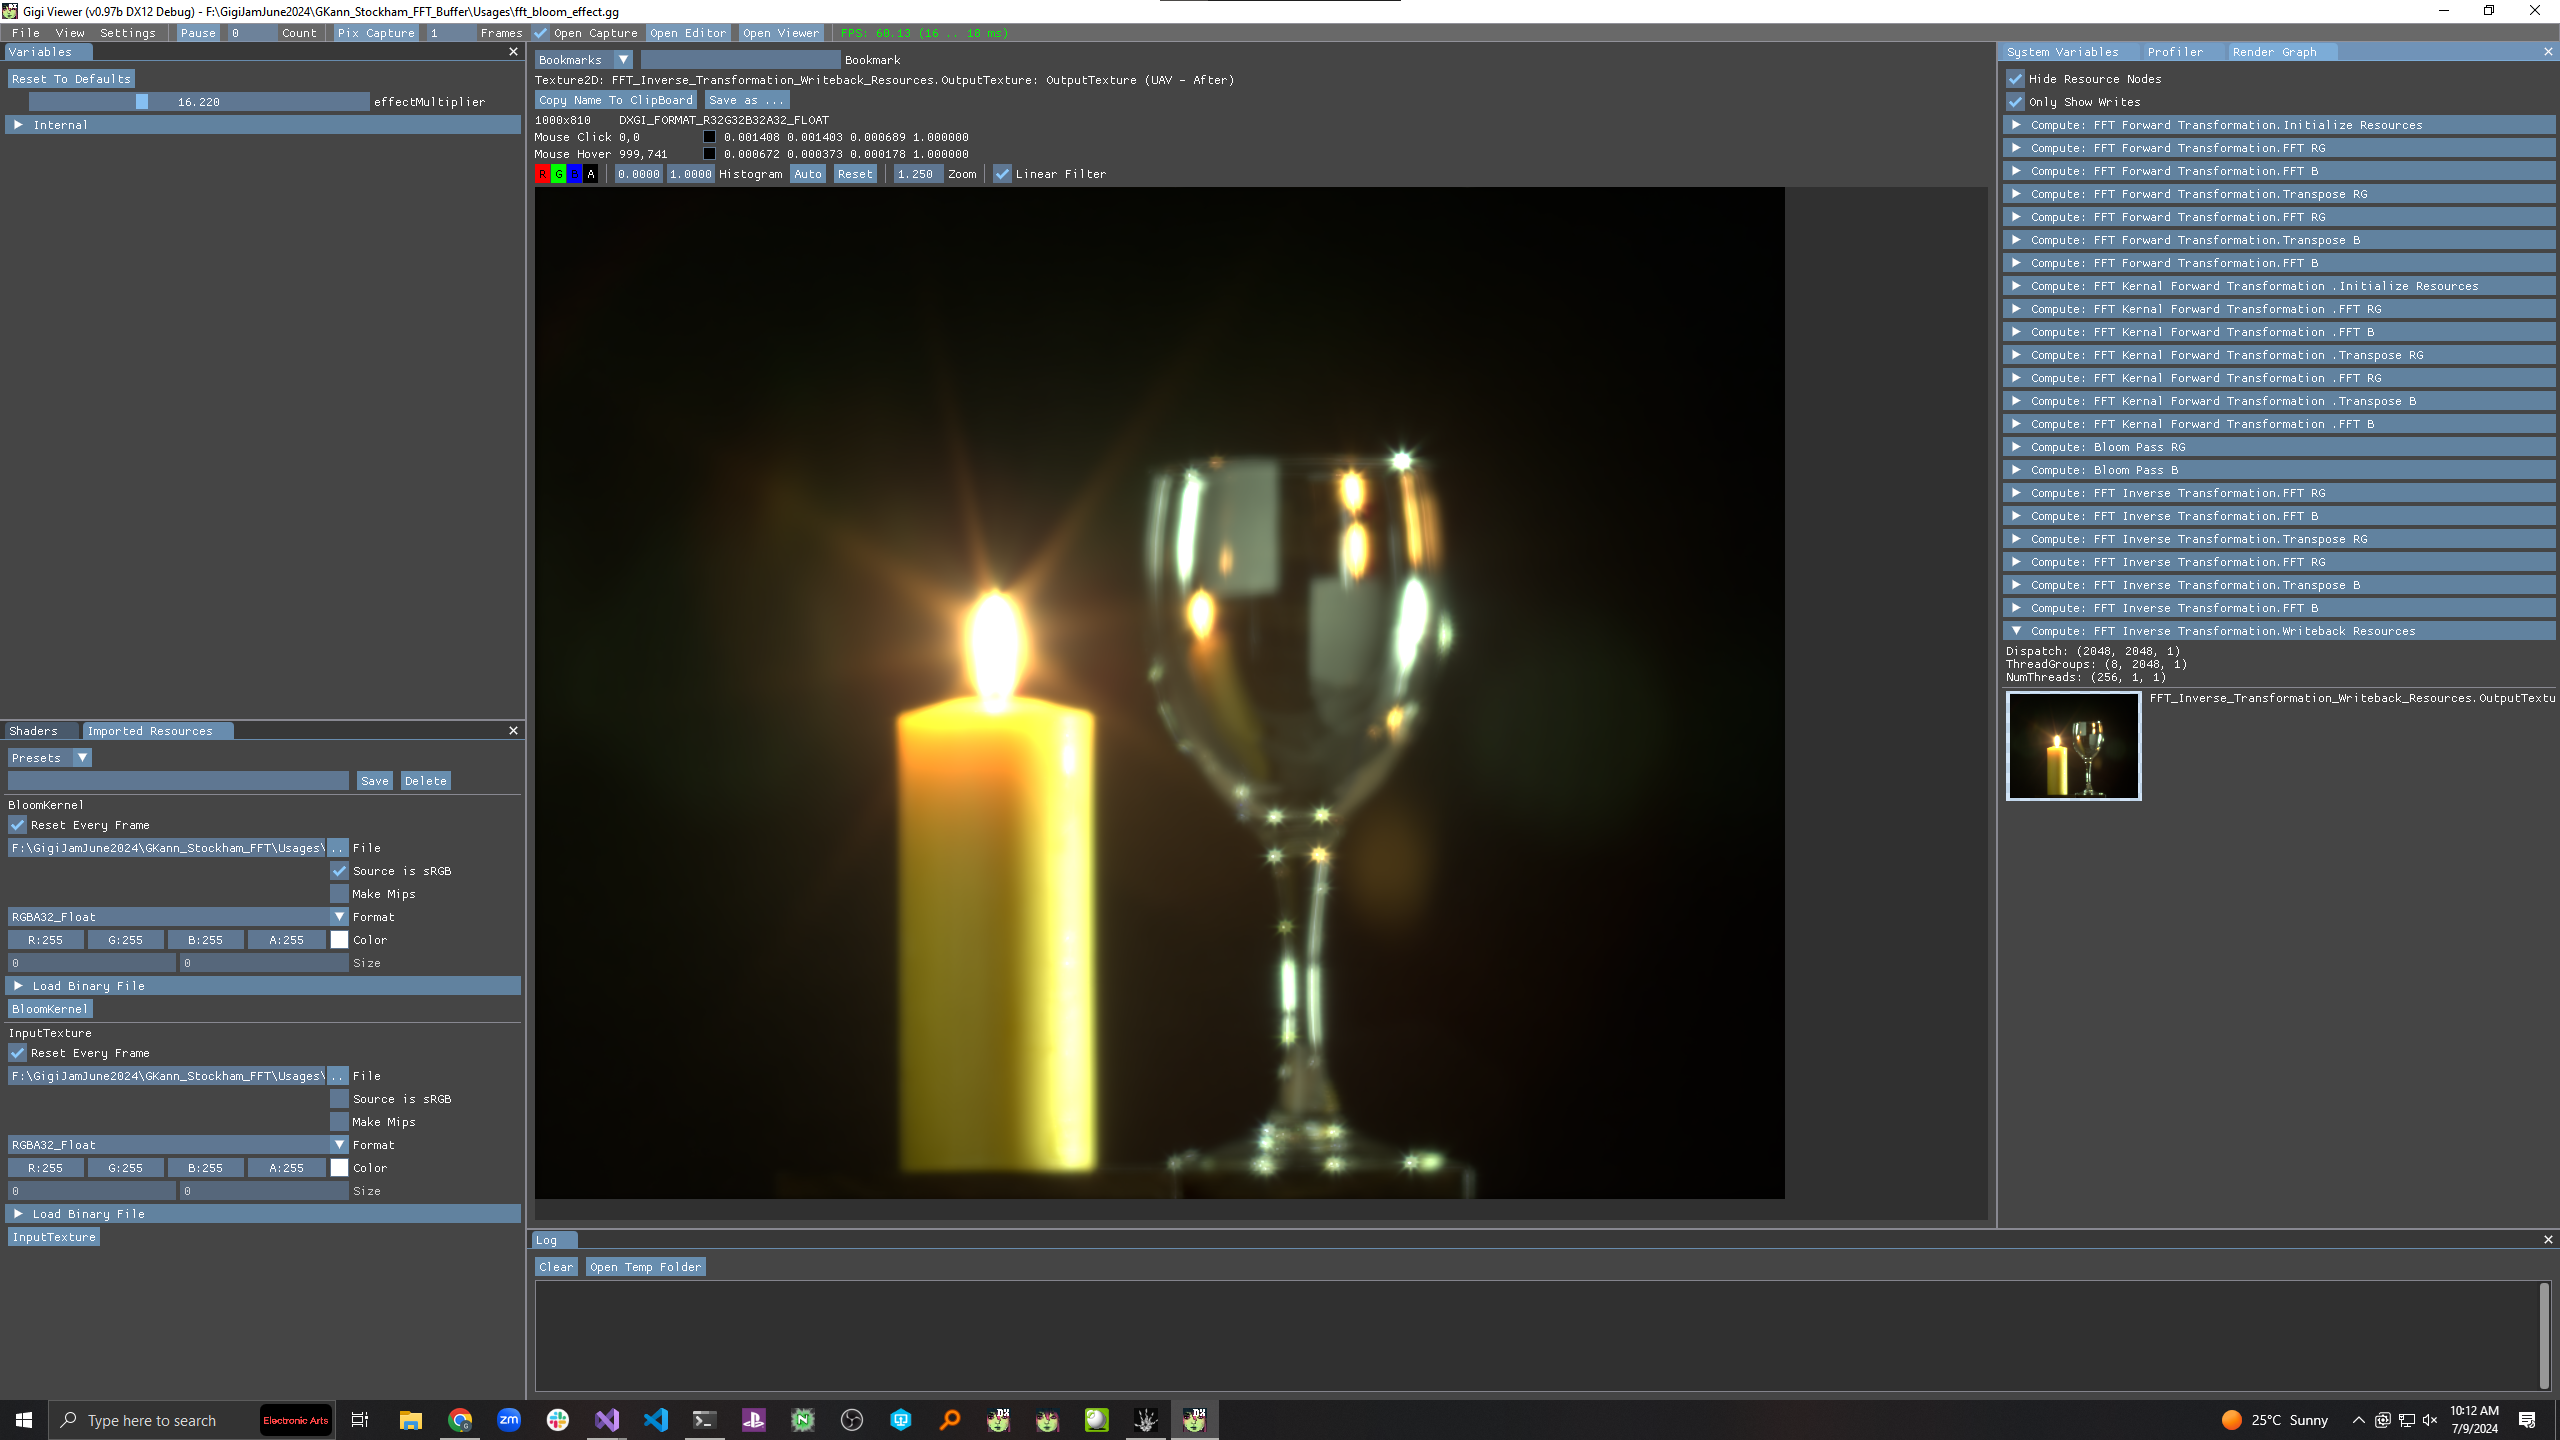 Gigi Viewer (v0.97b DX12 Debug) - F:\GigiJamJune2024\GKann_Stockham_FFT_Buffer\Usages\fft_bloom_effect.gg
File View Settings Pause 0 Count Pix Capture 1 Frames Open Capture Open Editor Open Viewer FPS: 60.13 (16 .. 18 ms)
Variables
Reset To Defaults
16.220 effectMultiplier
Internal
Shaders Imported Resources
Presets
Save Delete
BloomKernel
Reset Every Frame
F:\GigiJamJune2024\GKann_Stockham_FFT\Usages\ .. File
Source is sRGB
Make Mips
RGBA32_Float Format
R:255 G:255 B:255 A:255 Color
0 0 Size
Load Binary File
BloomKernel
InputTexture
Reset Every Frame
F:\GigiJamJune2024\GKann_Stockham_FFT\Usages\ .. File
Source is sRGB
Make Mips
RGBA32_Float Format
R:255 G:255 B:255 A:255 Color
0 0 Size
Load Binary File
InputTexture
Bookmarks Bookmark
Texture2D: FFT_Inverse_Transformation_Writeback_Resources.OutputTexture: OutputTexture (UAV - After)
Copy Name To ClipBoard Save as ...
1000x810 DXGI_FORMAT_R32G32B32A32_FLOAT
Mouse Click 0,0 0.001408 0.001403 0.000689 1.000000
Mouse Hover 999,741 0.000672 0.000373 0.000178 1.000000
R G B A 0.0000 1.0000 Histogram Auto Reset 1.250 Zoom Linear Filter
Log
Clear Open Temp Folder
System Variables Profiler Render Graph
Hide Resource Nodes
Only Show Writes
Compute: FFT Forward Transformation.Initialize Resources
Compute: FFT Forward Transformation.FFT RG
Compute: FFT Forward Transformation.FFT B
Compute: FFT Forward Transformation.Transpose RG
Compute: FFT Forward Transformation.FFT RG
Compute: FFT Forward Transformation.Transpose B
Compute: FFT Forward Transformation.FFT B
Compute: FFT Kernal Forward Transformation .Initialize Resources
Compute: FFT Kernal Forward Transformation .FFT RG
Compute: FFT Kernal Forward Transformation .FFT B
Compute: FFT Kernal Forward Transformation .Transpose RG
Compute: FFT Kernal Forward Transformation .FFT RG
Compute: FFT Kernal Forward Transformation .Transpose B
Compute: FFT Kernal Forward Transformation .FFT B
Compute: Bloom Pass RG
Compute: Bloom Pass B
Compute: FFT Inverse Transformation.FFT RG
Compute: FFT Inverse Transformation.FFT B
Compute: FFT Inverse Transformation.Transpose RG
Compute: FFT Inverse Transformation.FFT RG
Compute: FFT Inverse Transformation.Transpose B
Compute: FFT Inverse Transformation.FFT B
Compute: FFT Inverse Transformation.Writeback Resources
Dispatch: (2048, 2048, 1)
ThreadGroups: (8, 2048, 1)
NumThreads: (256, 1, 1)
FFT_Inverse_Transformation_Writeback_Resources.OutputTextu
Type here to search Electronic Arts zm DX DX 25°C Sunny 10:12 AM
7/9/2024